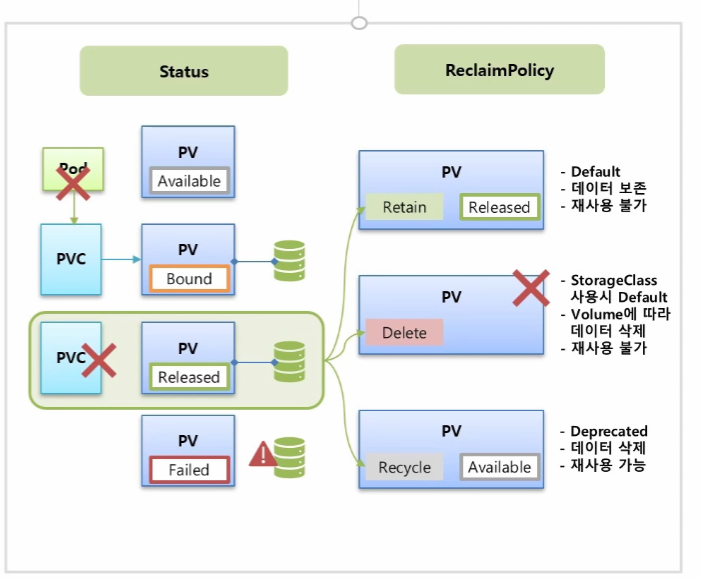 Status
ReclaimPolicy
Pod
PV
Available
PVC
PV
Bound
PVC
PV
Released
PV
Failed
PV
Retain
Released
- Default
- 데이터 보존
- 재사용 불가
PV
Delete
- StorageClass
사용시 Default
- Volume에 따라
데이터 삭제
- 재사용 불가
PV
Recycle
Available
- Deprecated
- 데이터 삭제
- 재사용 가능